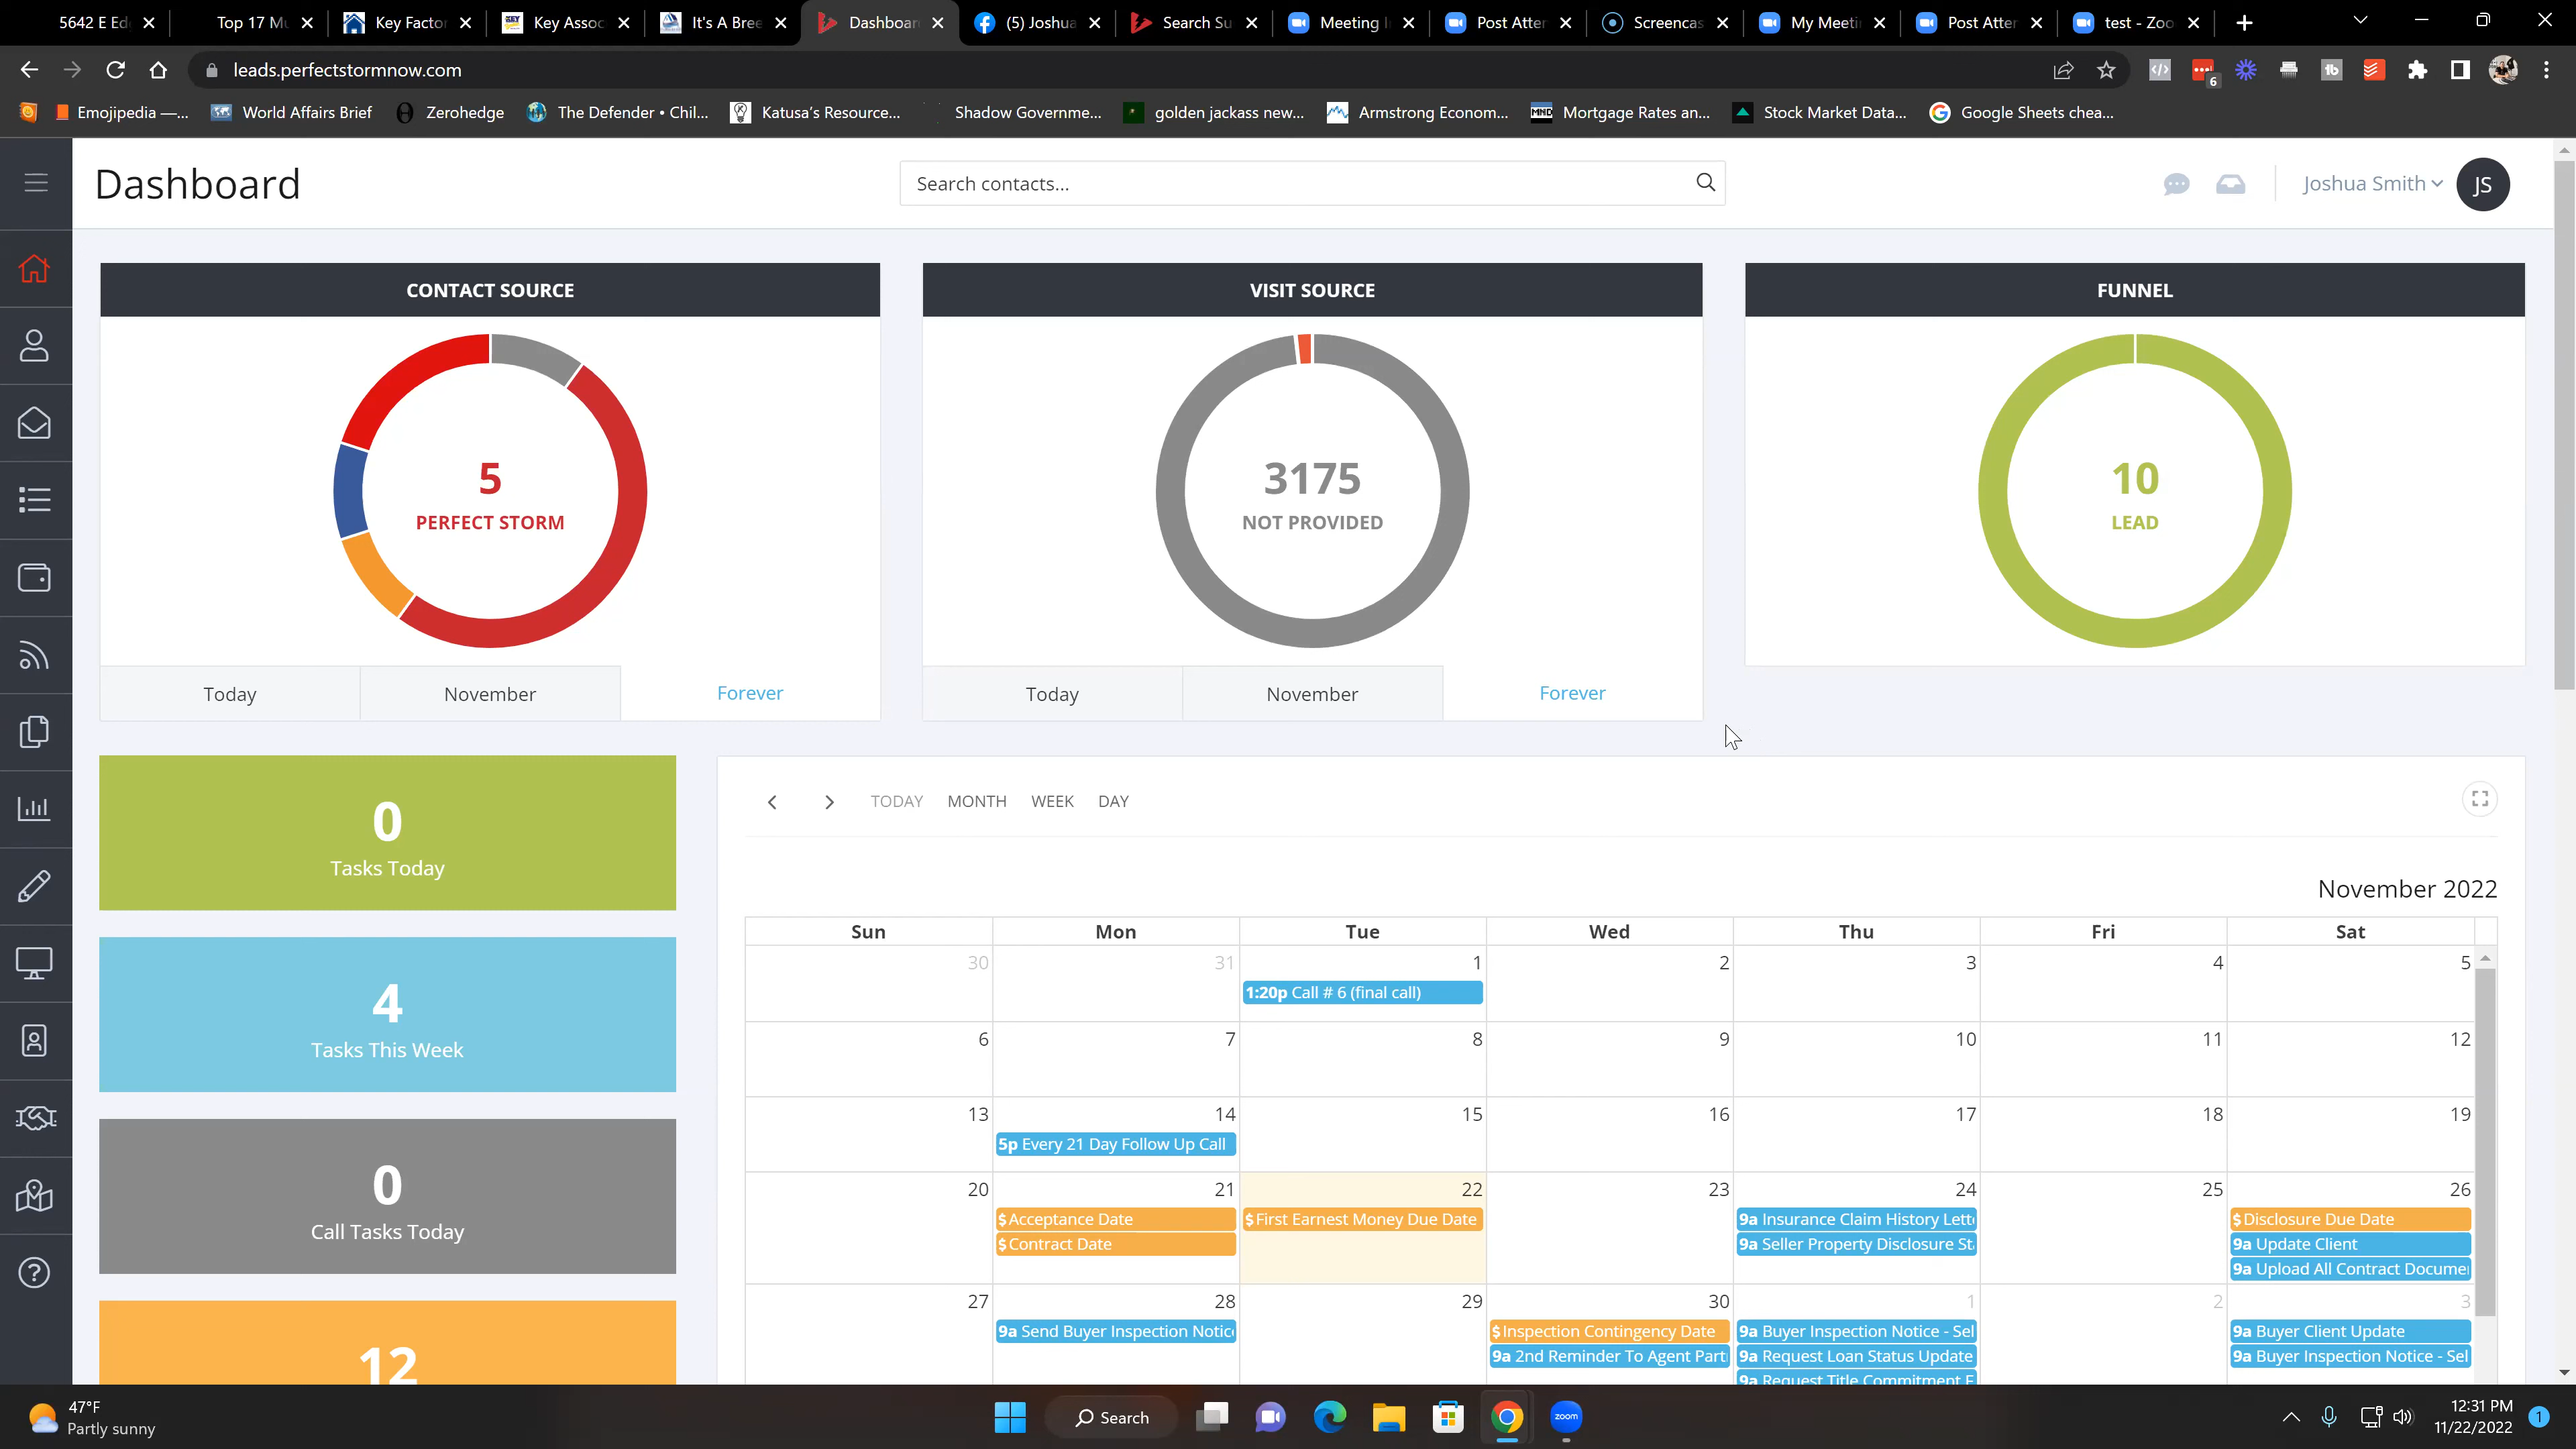 5642 E Ed
Top 17 Mu
Key Facto
Key Assoc
It's A Bree
Dashboar
(5) Joshua
Search Su
Meeting I
Post Atter
Screencas
My Meeti
Post Atter
test - Zoo
leads.perfectstormnow.com
6
Emojipedia —...
World Affairs Brief
Zerohedge
The Defender • Chil...
Katusa's Resource...
Shadow Governme...
golden jackass new...
Armstrong Econom...
MND
Mortgage Rates an...
Stock Market Data...
Google Sheets chea...
Dashboard
Search contacts...
Joshua Smith
JS
CONTACT SOURCE
5
PERFECT STORM
Today
November
Forever
VISIT SOURCE
3175
NOT PROVIDED
Today
November
Forever
FUNNEL
10
LEAD
0
Tasks Today
4
Tasks This Week
0
Call Tasks Today
12
TODAY MONTH WEEK DAY
November 2022
Sun Mon Tue Wed Thu Fri Sat
30 31 1 2 3 4 5
1:20p Call # 6 (final call)
6 7 8 9 10 11 12
13 14 15 16 17 18 19
5p Every 21 Day Follow Up Call
20 21 22 23 24 25 26
$Acceptance Date
$Contract Date
$First Earnest Money Due Date
9a Insurance Claim History Lett
9a Seller Property Disclosure St
$Disclosure Due Date
9a Update Client
9a Upload All Contract Docume
27 28 29 30 1 2 3
9a Send Buyer Inspection Notic
$Inspection Contingency Date
9a 2nd Reminder To Agent Part
9a Buyer Inspection Notice - Sel
9a Request Loan Status Update
9a Request Title Commitment F
9a Buyer Client Update
9a Buyer Inspection Notice - Sel
47°F
Partly sunny
Search
zoom
12:31 PM
11/22/2022
1